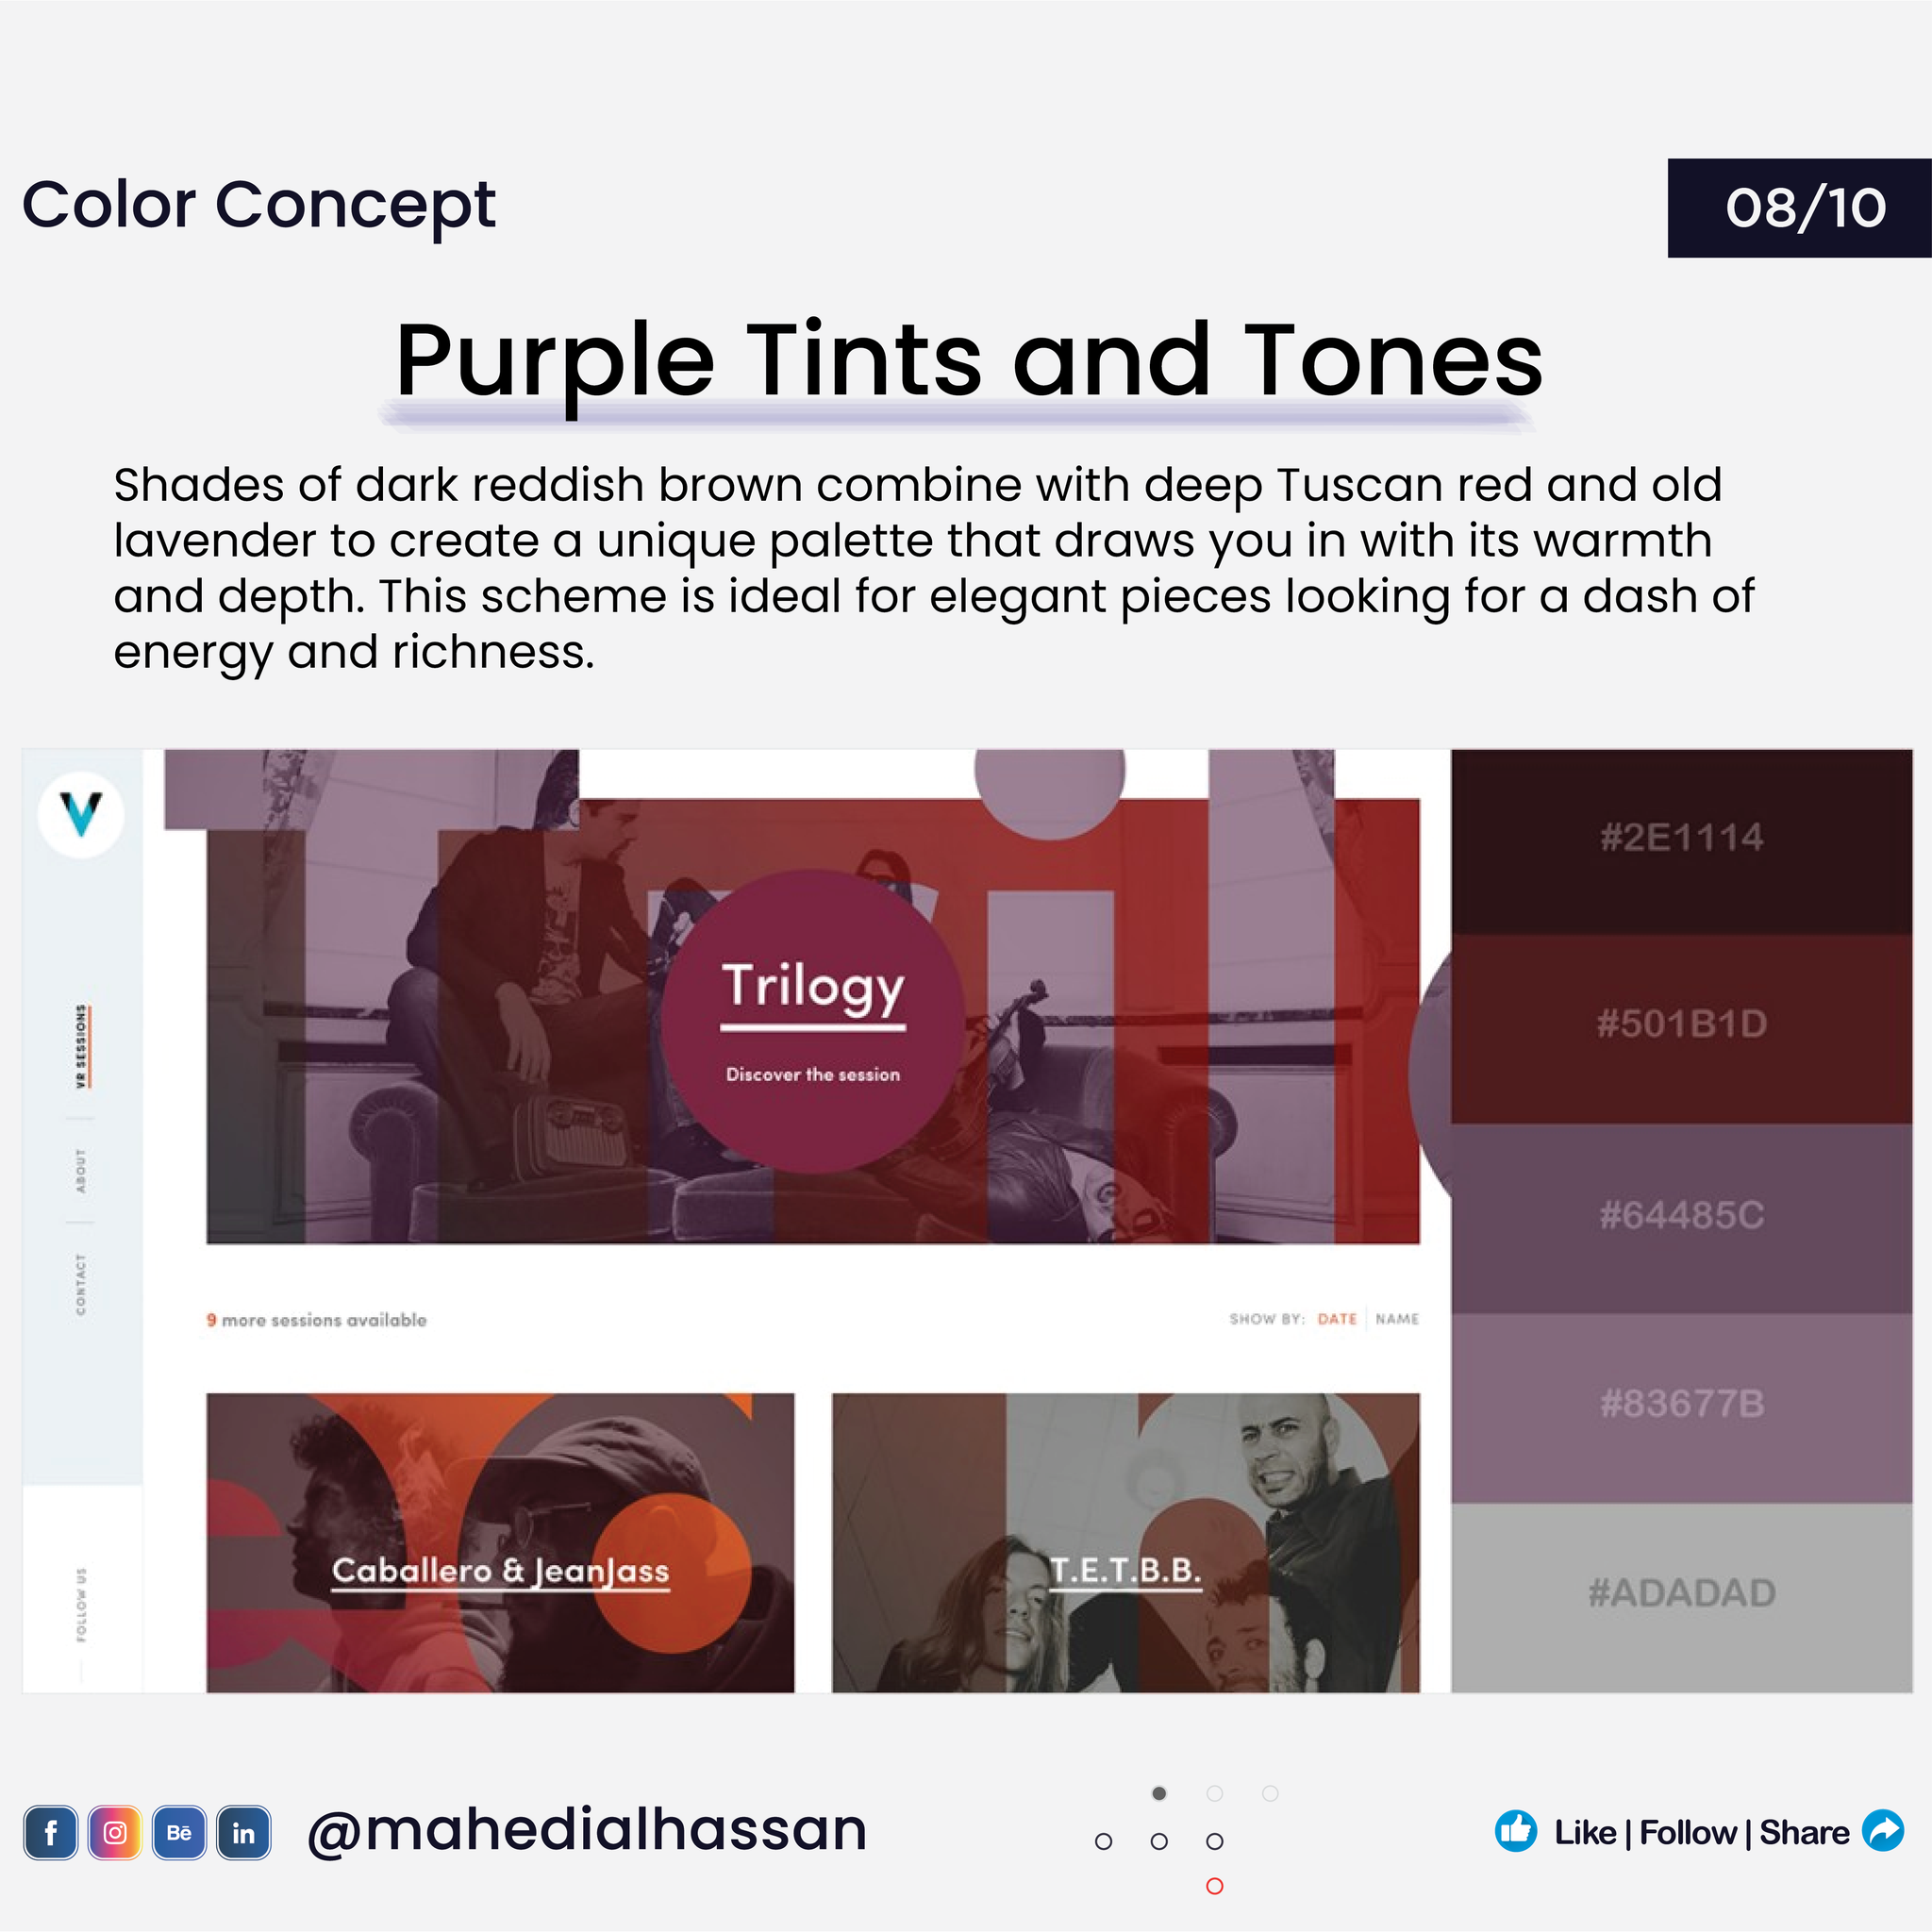 Color Concept
08/10
Purple Tints and Tones
Shades of dark reddish brown combine with deep Tuscan red and old
lavender to create a unique palette that draws you in with its warmth
and depth. This scheme is ideal for elegant pieces looking for a dash of
energy and richness.
V
VR SESSIONS
ABOUT
CONTACT
FOLLOW US
Trilogy
Discover the session
9 more sessions available
SHOW BY: DATE NAME
Caballero & JeanJass
T.E.T.B.B.
#2E1114
#501B1D
#64485C
#83677B
#ADADAD
f
Bē
in
@mahedialhassan
Like | Follow | Share